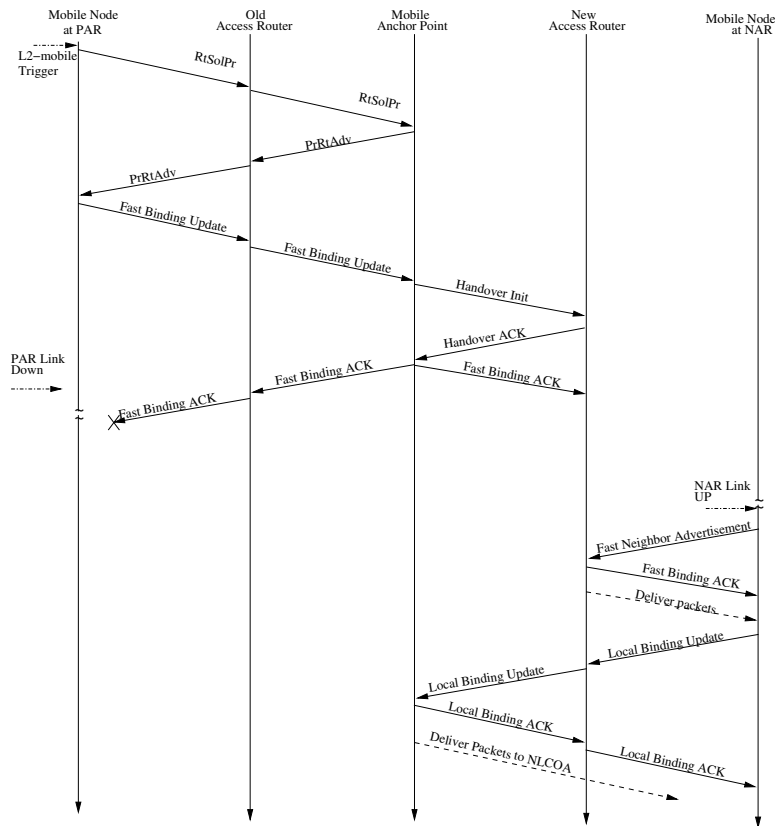 Mobile Node
at PAR
Old
Access Router
Mobile
Anchor Point
New
Access Router
Mobile Node
at NAR
L2-mobile
Trigger
RtSolPr
RtSolPr
PrRtAdv
PrRtAdv
Fast Binding Update
Fast Binding Update
Handover Init
Handover ACK
PAR Link
Down
Fast Binding ACK
Fast Binding ACK
Fast Binding ACK
NAR Link
UP
Fast Neighbor Advertisement
Fast Binding ACK
Deliver packets
Local Binding Update
Local Binding Update
Local Binding ACK
Deliver Packets to NLCOA
Local Binding ACK